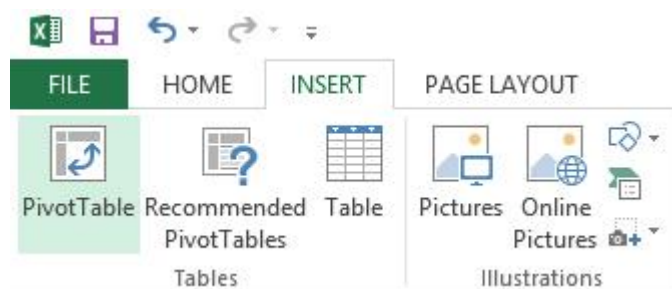 FILE HOME INSERT PAGE LAYOUT
PivotTable Recommended Table Pictures Online
PivotTables Pictures
Tables Illustrations